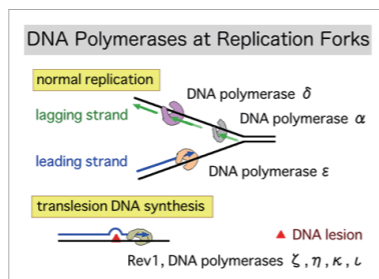 DNA Polymerases at Replication Forks
normal replication
DNA polymerase δ
lagging strand
DNA polymerase α
leading strand
DNA polymerase ε
translesion DNA synthesis
DNA lesion
Rev1, DNA polymerases ζ, η, κ, ι